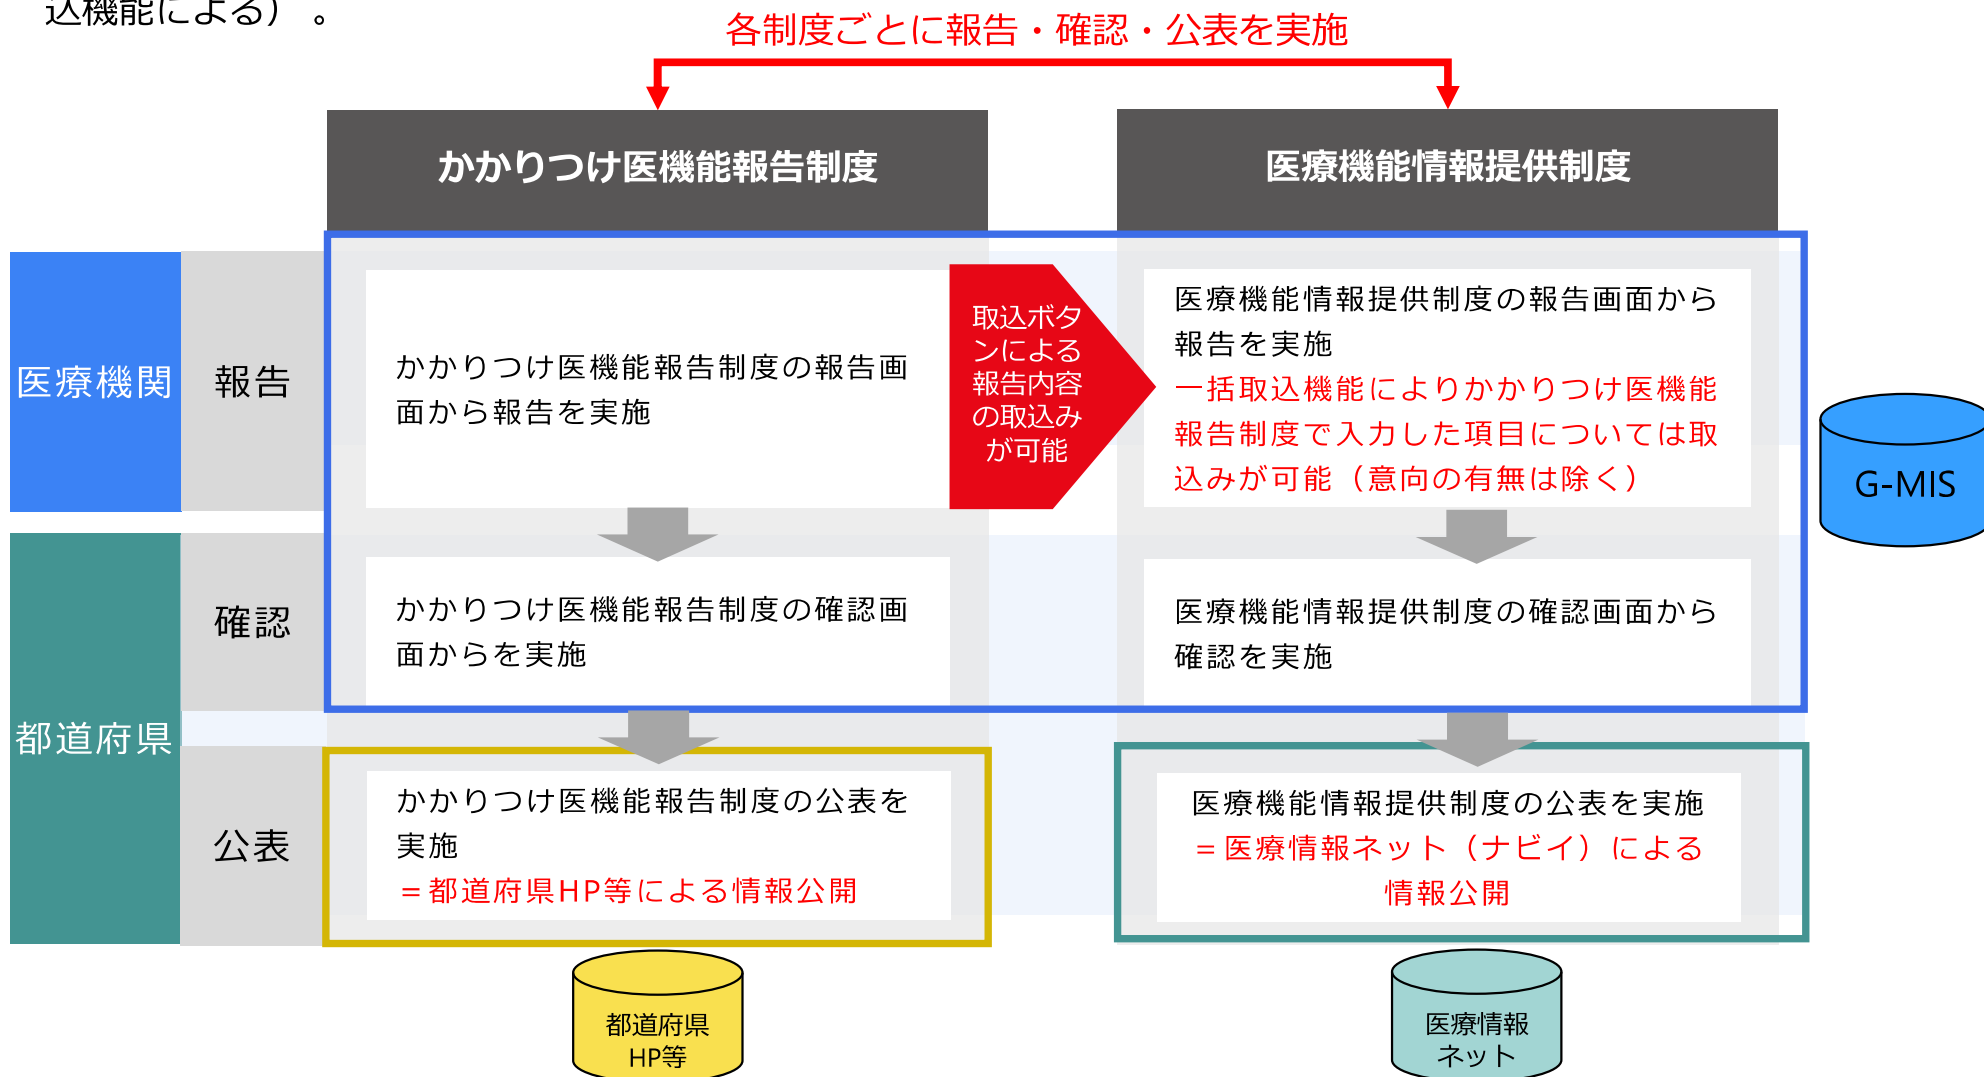 込機能による）。
各制度ごとに報告・確認・公表を実施
かかりつけ医機能報告制度
医療機能情報提供制度
医療機関
報告
かかりつけ医機能報告制度の報告画
面から報告を実施
取込ボタ
ンによる
報告内容
の取込み
が可能
医療機能情報提供制度の報告画面から
報告を実施
一括取込機能によりかかりつけ医機能
報告制度で入力した項目については取
込みが可能（意向の有無は除く）
G-MIS
都道府県
確認
かかりつけ医機能報告制度の確認画
面からを実施
医療機能情報提供制度の確認画面から
確認を実施
公表
かかりつけ医機能報告制度の公表を
実施
＝都道府県HP等による情報公開
医療機能情報提供制度の公表を実施
＝医療情報ネット（ナビイ）による
情報公開
都道府県
HP等
医療情報
ネット